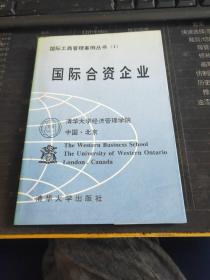 国际工商管理案例丛书（1）
国际合资企业
清华大学经济管理学院
中国·北京
The Western Business School
The University of Western Ontario
London, Canada
清华大学出版社